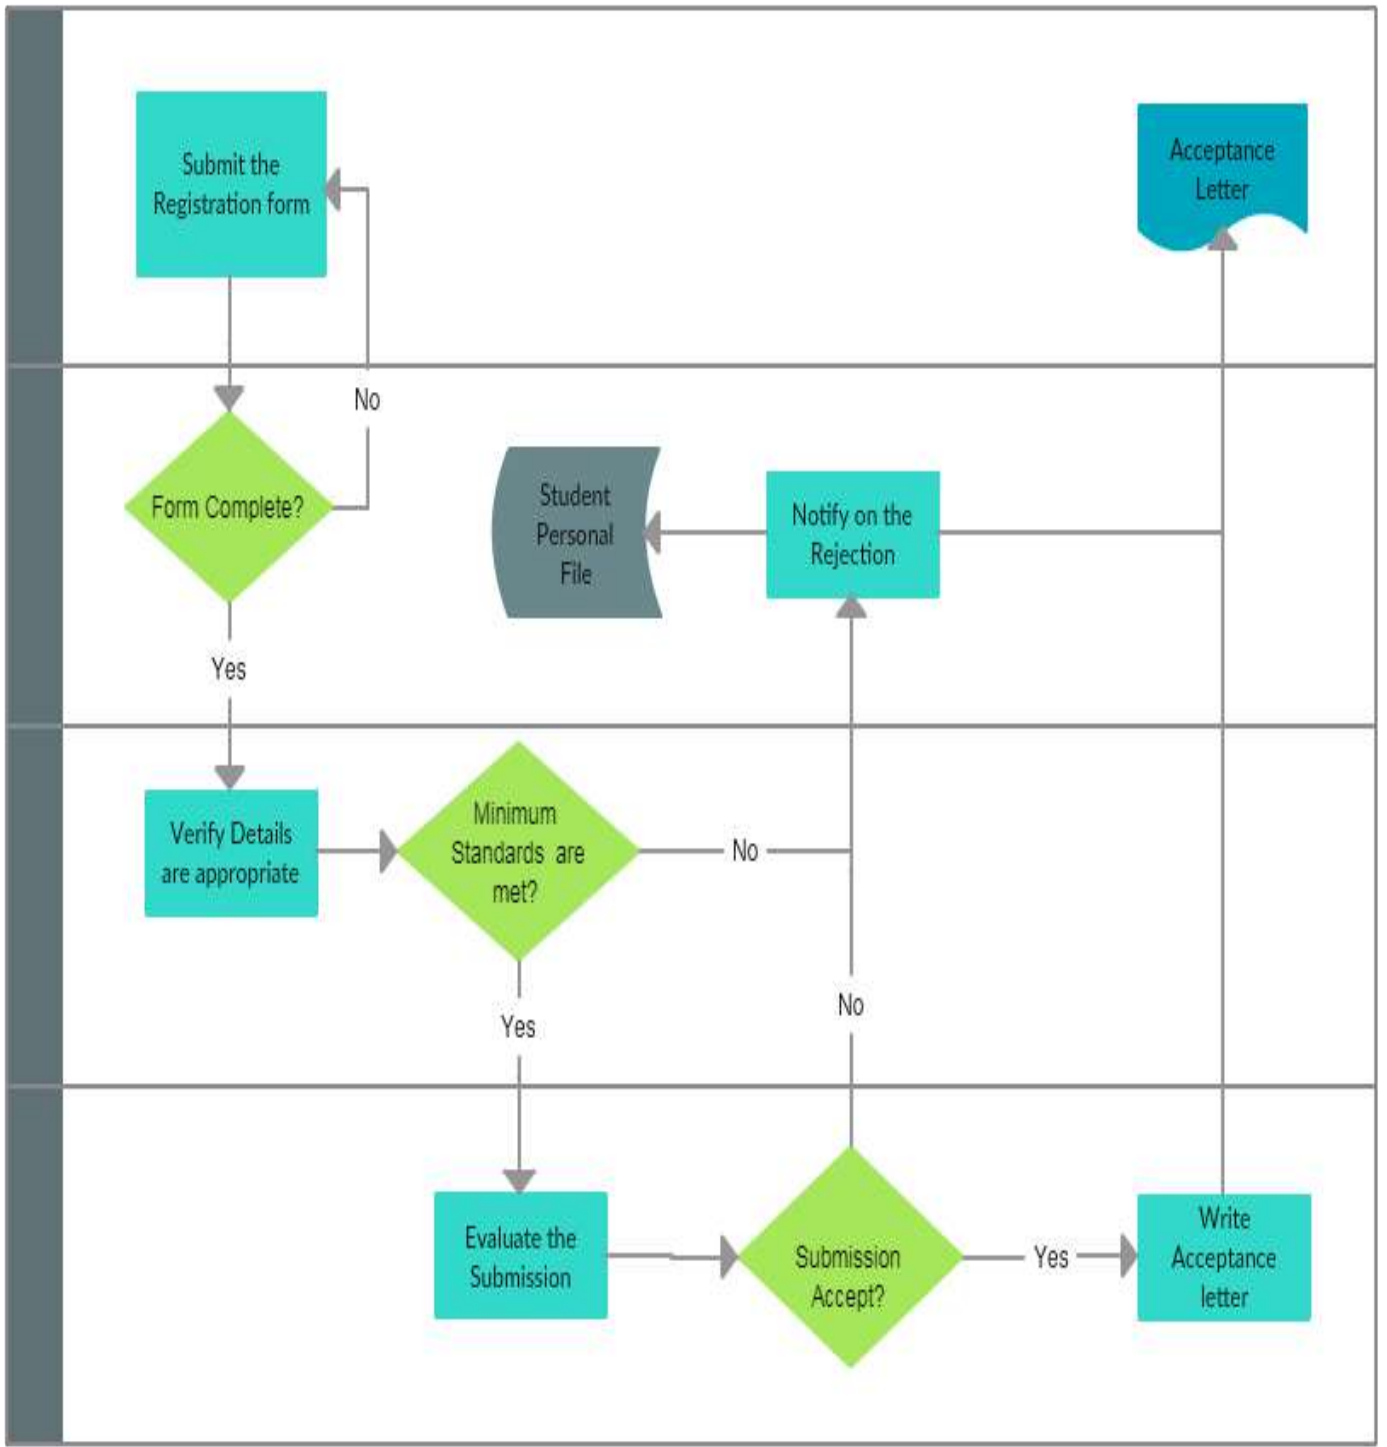 Submit the
Registration form
Acceptance
Letter
No
Form Complete?
Student
Personal
File
Notify on the
Rejection
Yes
Verify Details
are appropriate
Minimum
Standards are
met?
No
No
Yes
Evaluate the
Submission
Submission
Accept?
Yes
Write
Acceptance
letter